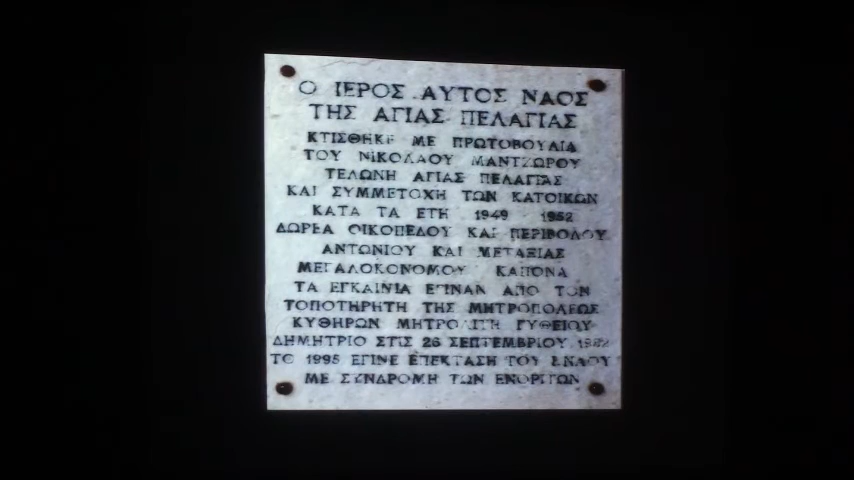 Ο ΙΕΡΟΣ ΑΥΤΟΣ ΝΑΟΣ
ΤΗΣ ΑΓΙΑΣ ΠΕΛΑΓΙΑΣ
ΚΤΙΣΘΗΚΕ ΜΕ ΠΡΩΤΟΒΟΥΛΙΑ
ΤΟΥ ΝΙΚΟΛΑΟΥ ΜΑΝΤΖΩΡΟΥ
ΤΕΛΩΝΗ ΑΓΙΑΣ ΠΕΛΑΓΙΑΣ
ΚΑΙ ΣΥΜΜΕΤΟΧΗ ΤΩΝ ΚΑΤΟΙΚΩΝ
ΚΑΤΑ ΤΑ ΕΤΗ 1949 1952
ΔΩΡΕΑ ΟΙΚΟΠΕΔΟΥ ΚΑΙ ΠΕΡΙΒΟΛΟΥ
ΑΝΤΩΝΙΟΥ ΚΑΙ ΜΕΤΑΞΙΑΣ
ΜΕΓΑΛΟΚΟΝΟΜΟΥ ΚΑΠΟΝΑ
ΤΑ ΕΓΚΑΙΝΙΑ ΕΓΙΝΑΝ ΑΠΟ ΤΟΝ
ΤΟΠΟΤΗΡΗΤΗ ΤΗΣ ΜΗΤΡΟΠΟΛΕΩΣ
ΚΥΘΗΡΩΝ ΜΗΤΡΟΛΙΤΗ ΓΥΘΕΙΟΥ
ΔΗΜΗΤΡΙΟ ΣΤΙΣ 26 ΣΕΠΤΕΜΒΡΙΟΥ
ΤΟ 1995 ΕΓΙΝΕ ΕΠΕΚΤΑΣΗ ΤΟΥ
ΜΕ ΣΥΝΔΡΟΜΗ ΤΩΝ ΕΝΟΡΙΤΩΝ